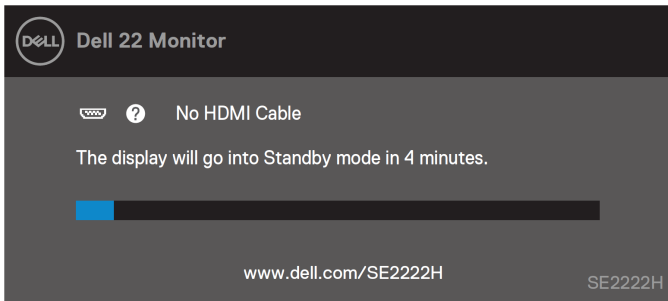 DELL Dell 22 Monitor
? No HDMI Cable
The display will go into Standby mode in 4 minutes.
www.dell.com/SE2222H
SE2222H